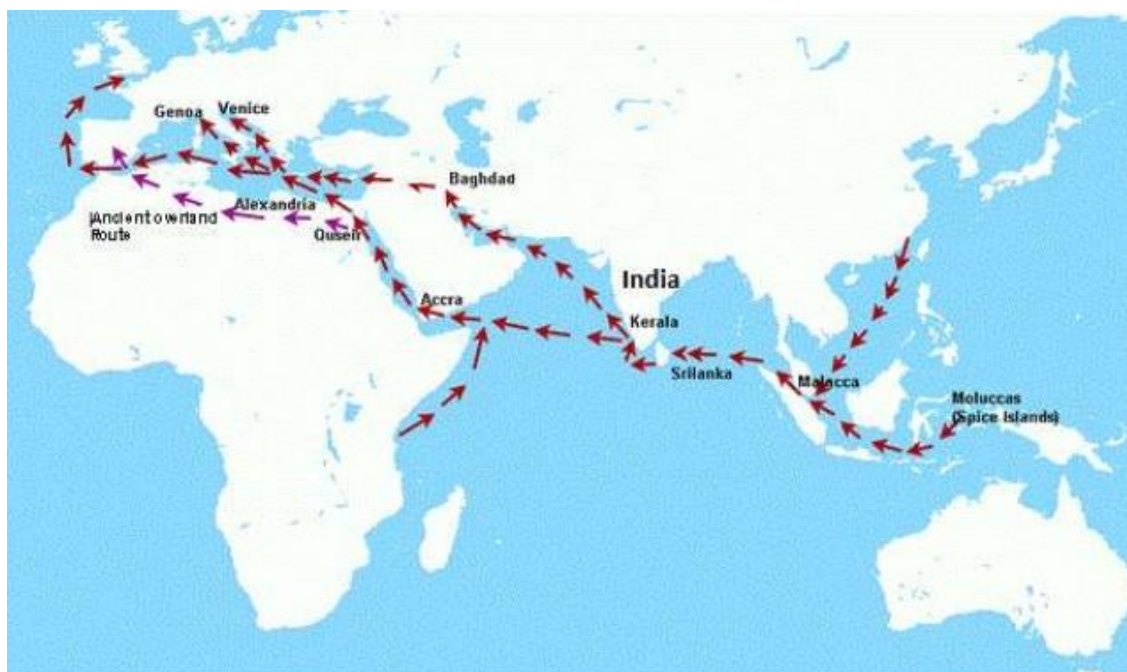 Genoa
Venice
Baghdad
Alexandria
(Ancient overland
Route
Quseir
India
Accra
Kerala
Srilanka
Malacca
Moluccas
(Spice Islands)